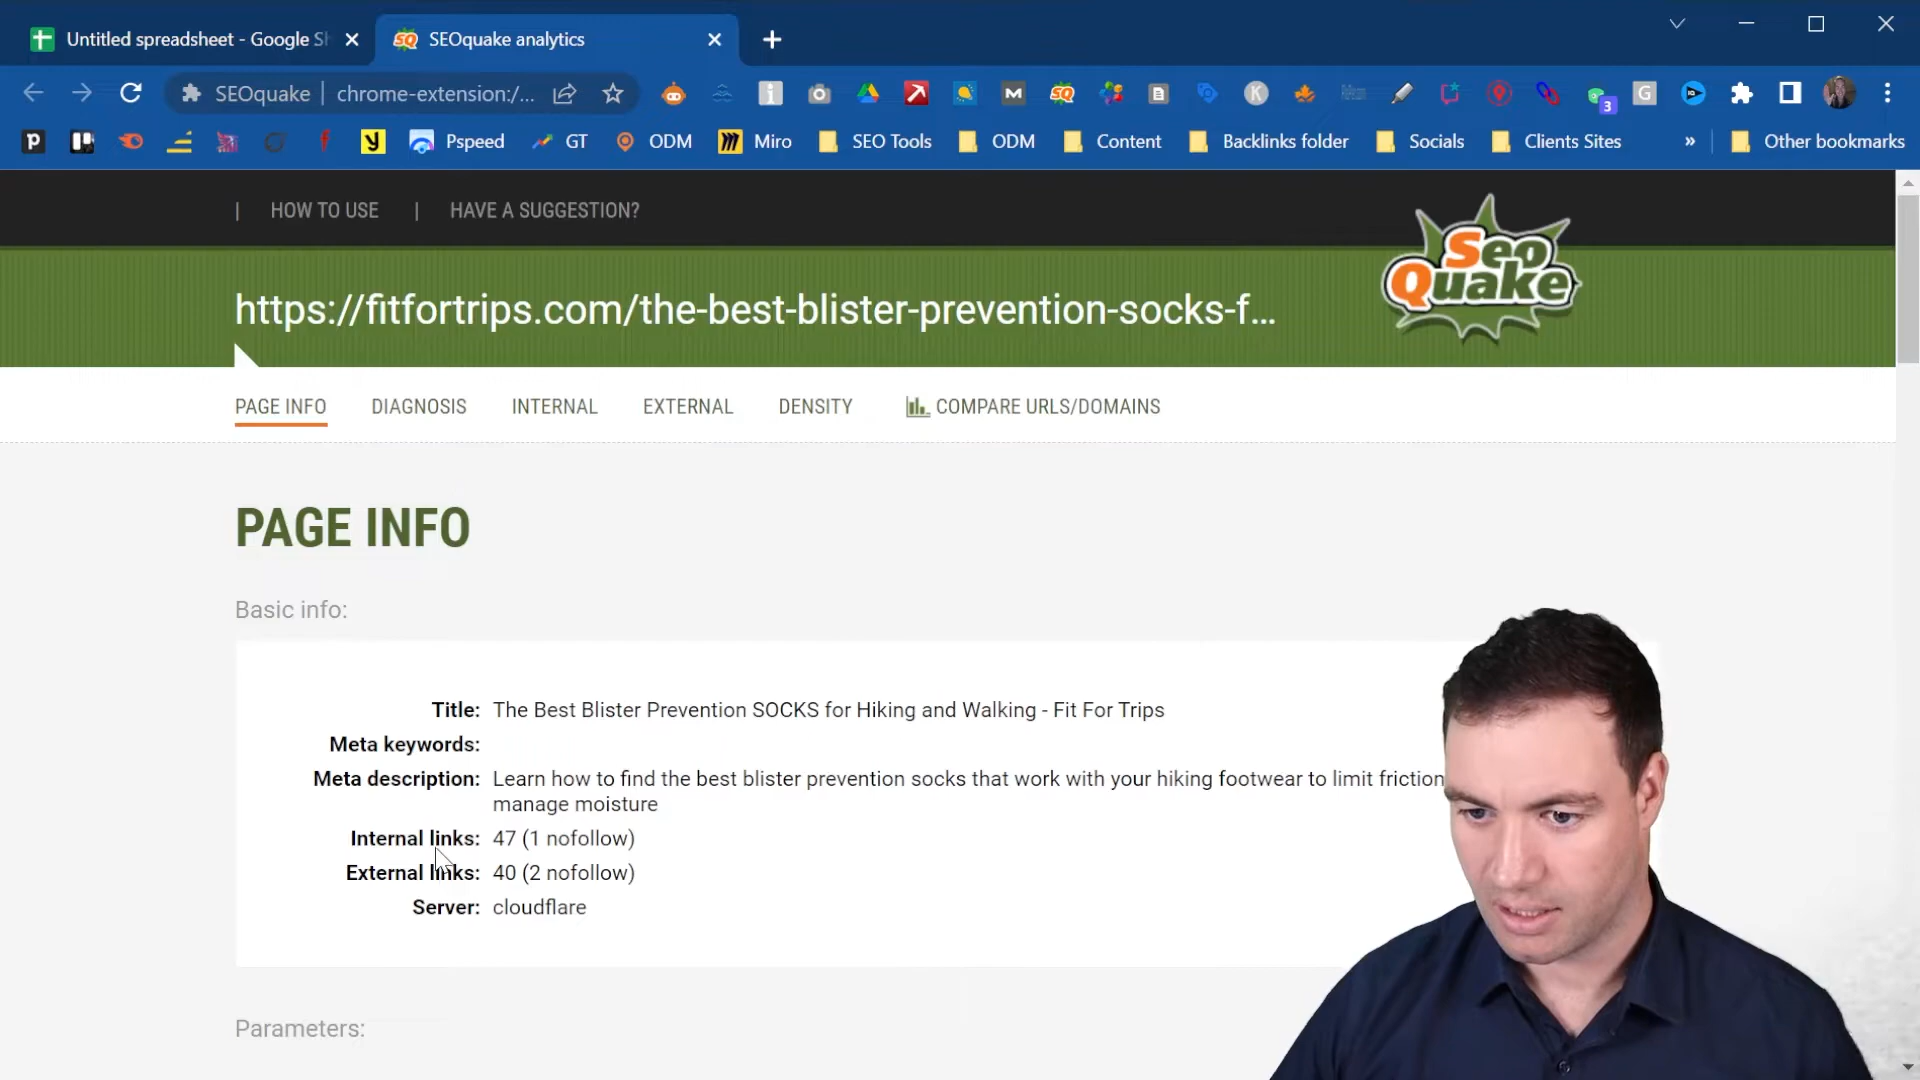 Untitled spreadsheet - Google Sh
SEOquake analytics
SEOquake
chrome-extension:/...
3
Pspeed
GT
ODM
Miro
SEO Tools
ODM
Content
Backlinks folder
Socials
Clients Sites
»
Other bookmarks
| HOW TO USE | HAVE A SUGGESTION?
Seo
Quake
https://fitfortrips.com/the-best-blister-prevention-socks-f...
PAGE INFO
DIAGNOSIS
INTERNAL
EXTERNAL
DENSITY
COMPARE URLS/DOMAINS
PAGE INFO
Basic info:
Title: The Best Blister Prevention SOCKS for Hiking and Walking - Fit For Trips
Meta keywords:
Meta description: Learn how to find the best blister prevention socks that work with your hiking footwear to limit friction
manage moisture
Internal links: 47 (1 nofollow)
External links: 40 (2 nofollow)
Server: cloudflare
Parameters: